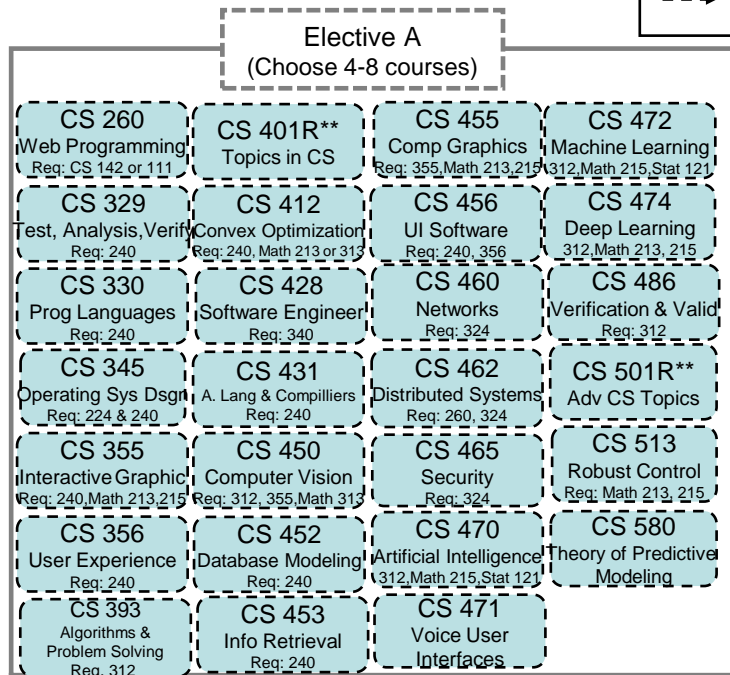 Elective A
(Choose 4-8 courses)
CS 260
Web Programming
Req: CS 142 or 111
CS 329
Test, Analysis,Verify
Req: 240
CS 330
Prog Languages
Req: 240
CS 345
Operating Sys Dsgn
Req: 224 & 240
CS 355
Interactive Graphic
Req: 240,Math 213,215
CS 356
User Experience
Req: 240
CS 393
Algorithms &
Problem Solving
Req. 312
CS 401R**
Topics in CS
CS 412
Convex Optimization
Req: 240, Math 213 or 313
CS 428
Software Engineer
Req: 340
CS 431
A. Lang & Compilliers
Req: 240
CS 450
Computer Vision
Req: 312, 355,Math 313
CS 452
Database Modeling
Req: 240
CS 453
Info Retrieval
Req: 240
CS 455
Comp Graphics
Req: 355,Math 213,215
CS 456
UI Software
Req: 240, 356
CS 460
Networks
Req: 324
CS 462
Distributed Systems
Req: 260, 324
CS 465
Security
Req: 324
CS 470
Artificial Intelligence
312,Math 215,Stat 121
CS 471
Voice User
Interfaces
CS 472
Machine Learning
312,Math 215,Stat 121
CS 474
Deep Learning
312,Math 213, 215
CS 486
Verification & Valid
Req: 312
CS 501R**
Adv CS Topics
CS 513
Robust Control
Req: Math 213, 215
CS 580
Theory of Predictive
Modeling